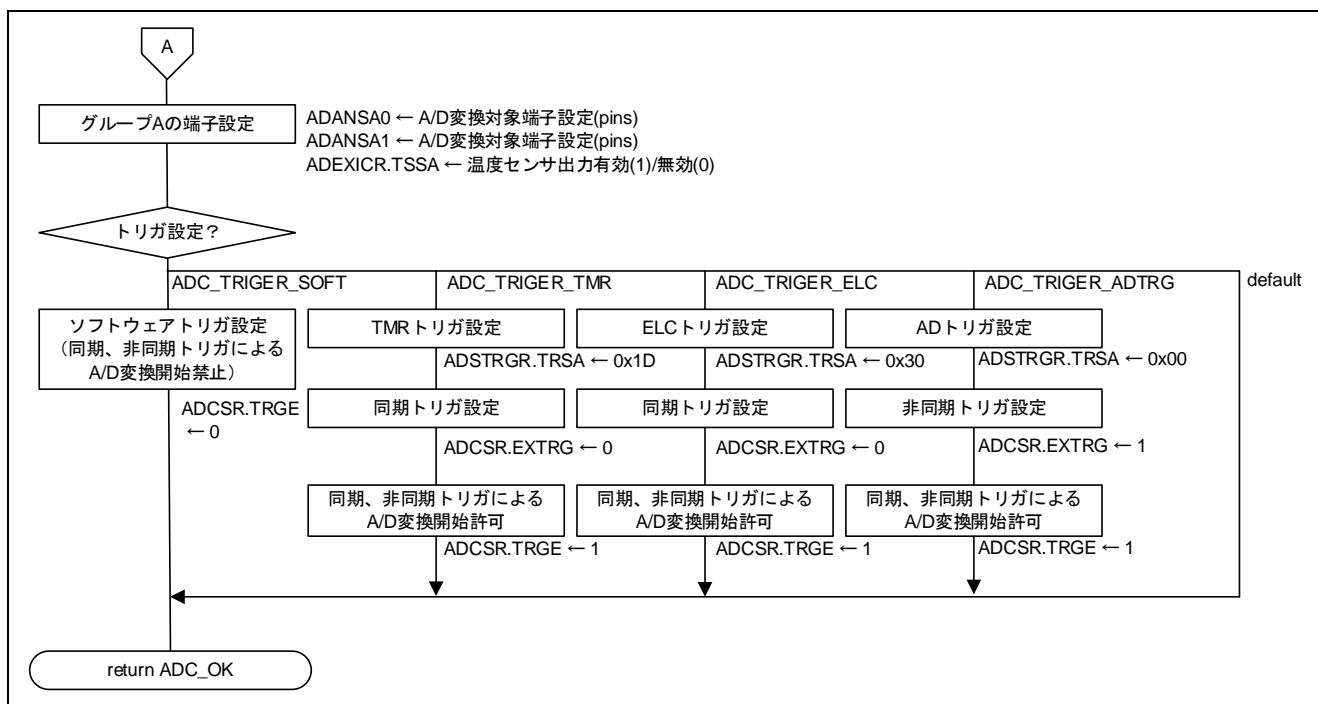 A
グループAの端子設定
ADANSA0 ← A/D変換対象端子設定(pins)
ADANSA1 ← A/D変換対象端子設定(pins)
ADEXICR.TSSA ← 温度センサ出力有効(1)/無効(0)
トリガ設定？
ADC_TRIGER_SOFT
ADC_TRIGER_TMR
ADC_TRIGER_ELC
ADC_TRIGER_ADTRG
default
ソフトウェアトリガ設定
（同期、非同期トリガによる
A/D変換開始禁止）
ADCSR.TRGE
← 0
TMRトリガ設定
ADSTRGR.TRSA ← 0x1D
同期トリガ設定
ADCSR.EXTRG ← 0
同期、非同期トリガによる
A/D変換開始許可
ADCSR.TRGE ← 1
ELCトリガ設定
ADSTRGR.TRSA ← 0x30
同期トリガ設定
ADCSR.EXTRG ← 0
同期、非同期トリガによる
A/D変換開始許可
ADCSR.TRGE ← 1
ADトリガ設定
ADSTRGR.TRSA ← 0x00
非同期トリガ設定
ADCSR.EXTRG ← 1
同期、非同期トリガによる
A/D変換開始許可
ADCSR.TRGE ← 1
return ADC_OK